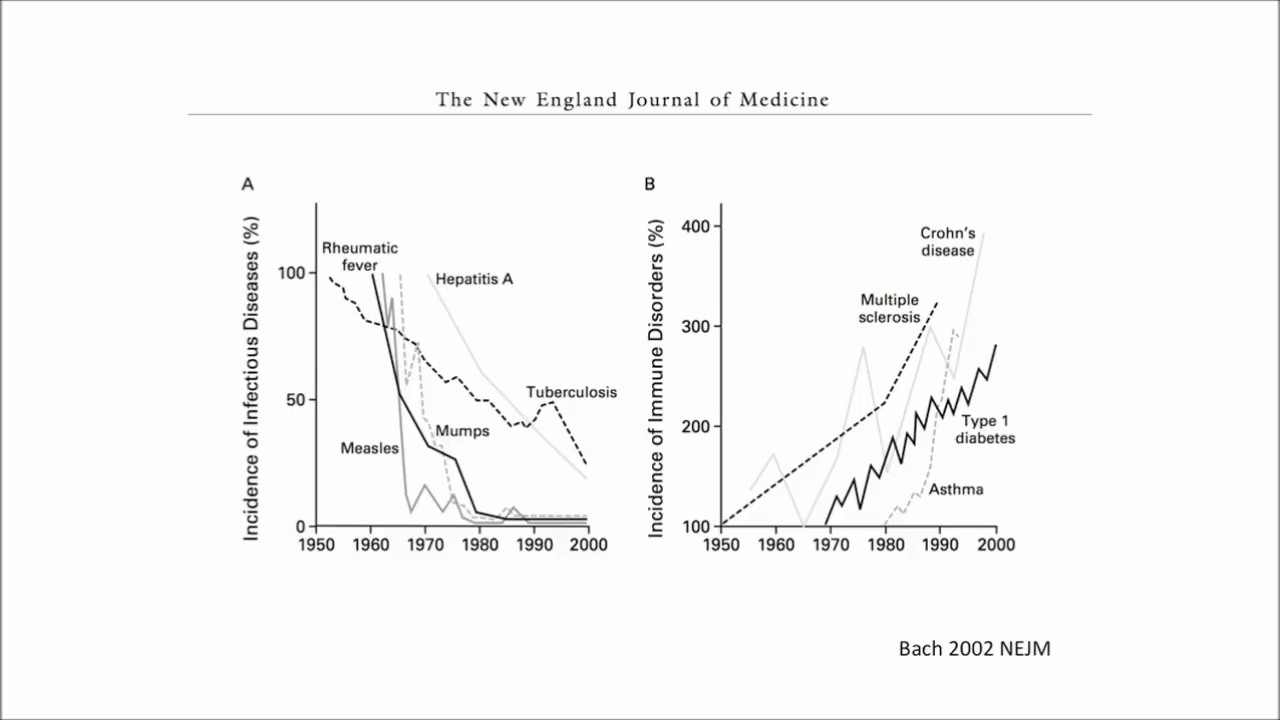 The New England Journal of Medicine
A
Incidence of Infectious Diseases (%)
100
50
0
1950 1960 1970 1980 1990 2000
Rheumatic
fever
Hepatitis A
Tuberculosis
Mumps
Measles
B
Incidence of Immune Disorders (%)
400
300
200
100
1950 1960 1970 1980 1990 2000
Crohn's
disease
Multiple
sclerosis
Type 1
diabetes
Asthma
Bach 2002 NEJM